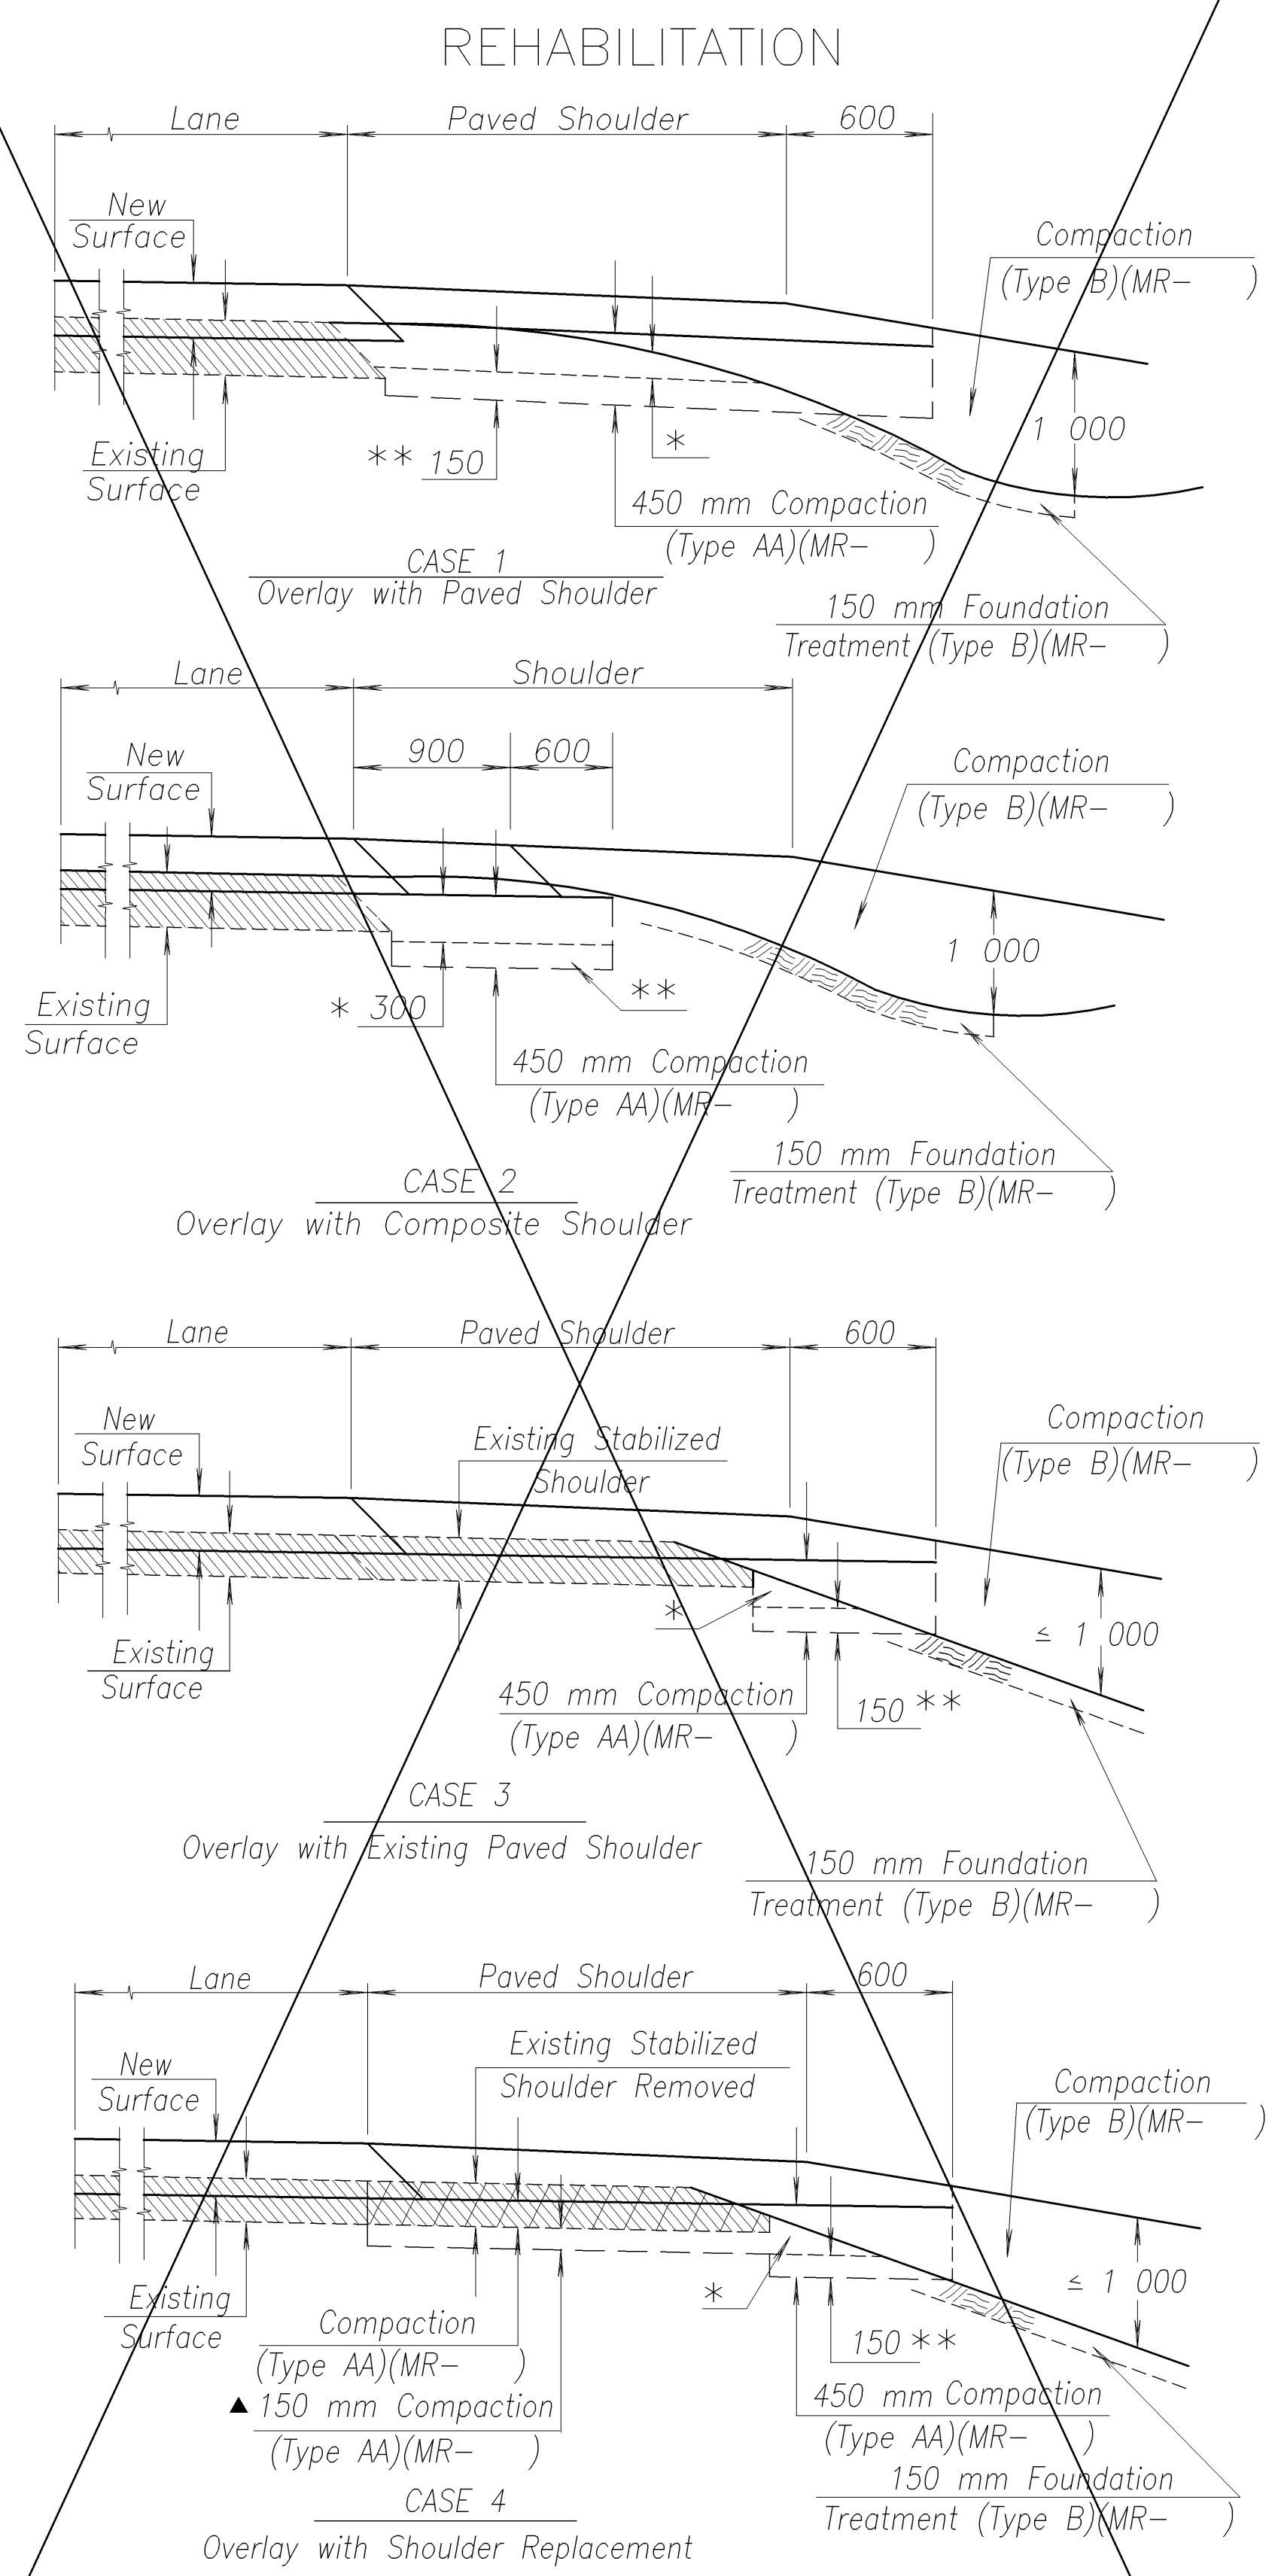 REHABILITATION
Lane
Paved Shoulder
600
New
Surface
Compaction
(Type B)(MR-    )
1 000
Existing
Surface
** 150
*
450 mm Compaction
(Type AA)(MR-    )
CASE 1
Overlay with Paved Shoulder
150 mm Foundation
Treatment (Type B)(MR-    )
Lane
Shoulder
900
600
New
Surface
Compaction
(Type B)(MR-    )
1 000
Existing
Surface
* 300
**
450 mm Compaction
(Type AA)(MR-    )
150 mm Foundation
Treatment (Type B)(MR-    )
CASE 2
Overlay with Composite Shoulder
Lane
Paved Shoulder
600
New
Surface
Existing Stabilized
Shoulder
Compaction
(Type B)(MR-    )
*
≤ 1 000
Existing
Surface
450 mm Compaction
(Type AA)(MR-    )
150 **
CASE 3
Overlay with Existing Paved Shoulder
150 mm Foundation
Treatment (Type B)(MR-    )
Lane
Paved Shoulder
600
New
Surface
Existing Stabilized
Shoulder Removed
Compaction
(Type B)(MR-    )
≤ 1 000
Existing
Surface
*
Compaction
(Type AA)(MR-    )
150 **
▲ 150 mm Compaction
(Type AA)(MR-    )
450 mm Compaction
(Type AA)(MR-    )
150 mm Foundation
Treatment (Type B)(MR-    )
CASE 4
Overlay with Shoulder Replacement